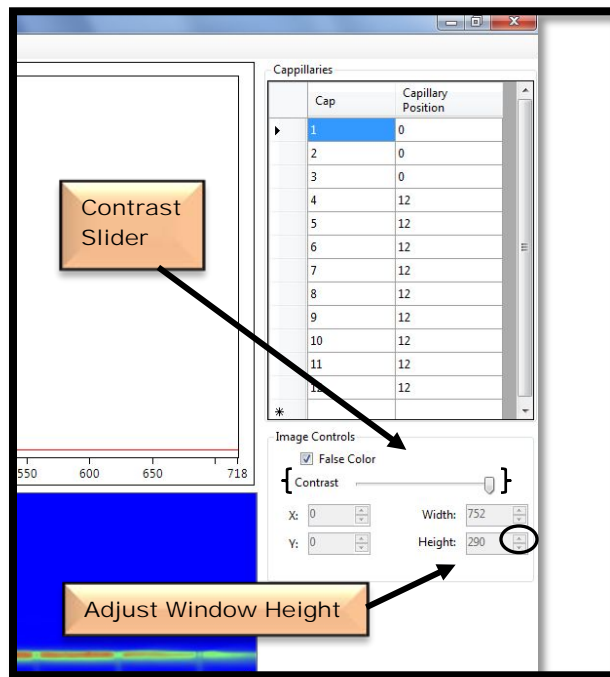 Cappillaries
Cap Capillary
Position
1 0
2 0
3 0
4 12
5 12
6 12
7 12
8 12
9 12
10 12
11 12
12 12
*
Contrast
Slider
Image Controls
False Color
{ Contrast }
X: 0 Width: 752
Y: 0 Height: 290
550 600 650 718
Adjust Window Height